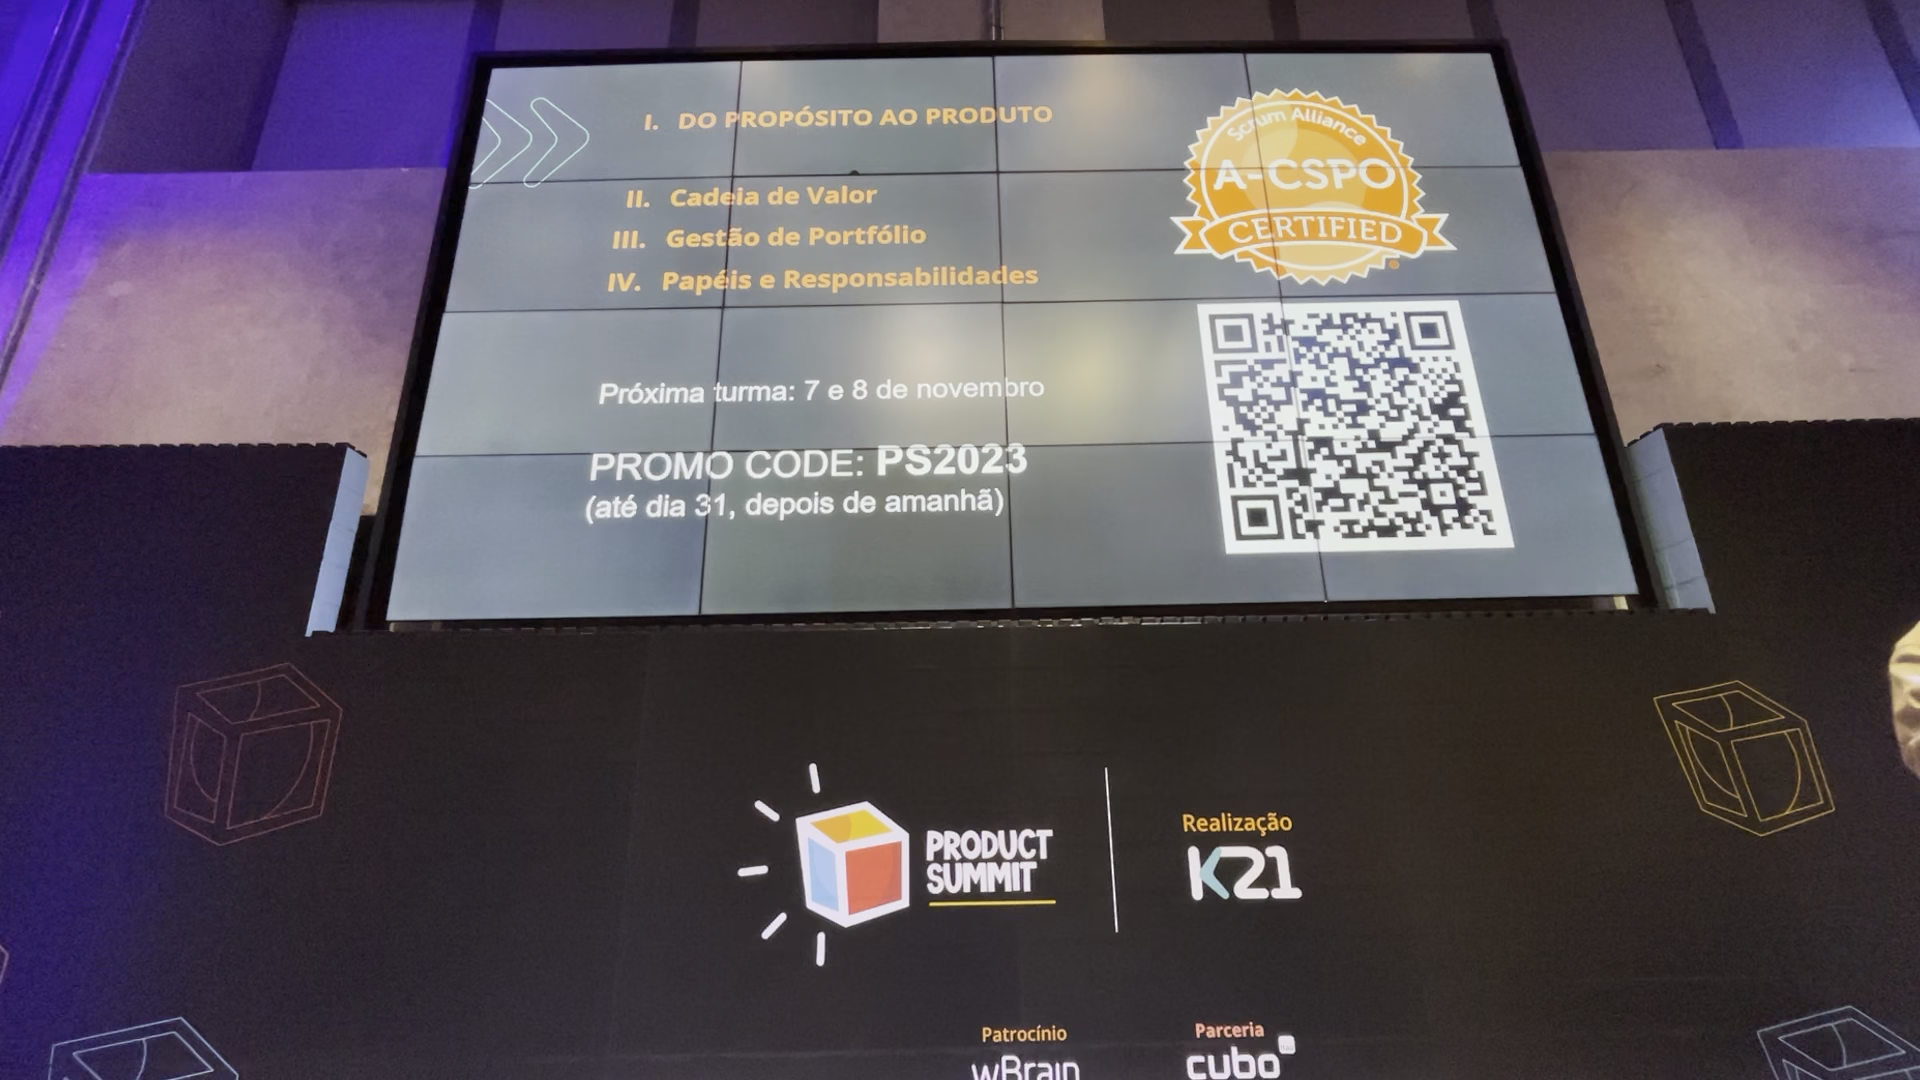 I. DO PROPÓSITO AO PRODUTO
II. Cadeia de Valor
III. Gestão de Portfólio
IV. Papéis e Responsabilidades
Próxima turma: 7 e 8 de novembro
PROMO CODE: PS2023
(até dia 31, depois de amanhã)
Scrum Alliance
A-CSPO
CERTIFIED
PRODUCT
SUMMIT
Realização
K21
Patrocínio
wBrain
Parceria
cubo